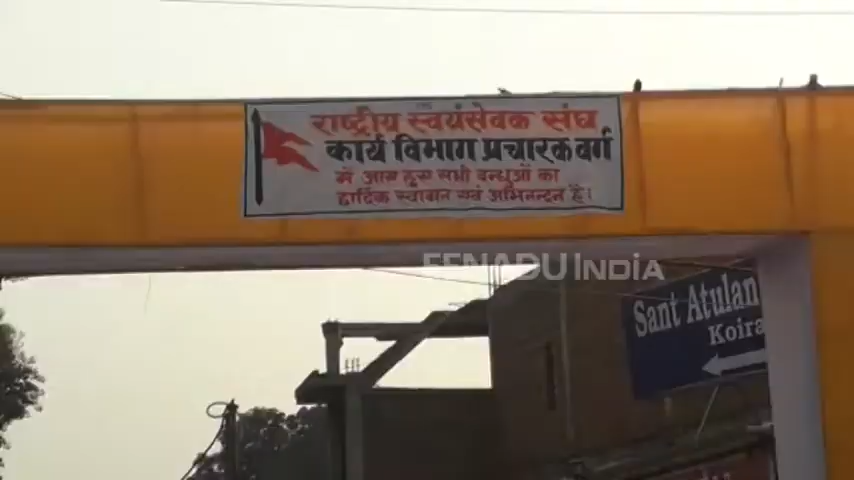 राष्ट्रीय स्वयंसेवक संघ
कार्य विभाग प्रचारक वर्ग
में आए हुए सभी बन्धुओं का
हार्दिक स्वागत एवं अभिनन्दन है।
EENADU INDIA
Sant Atulan
Koira